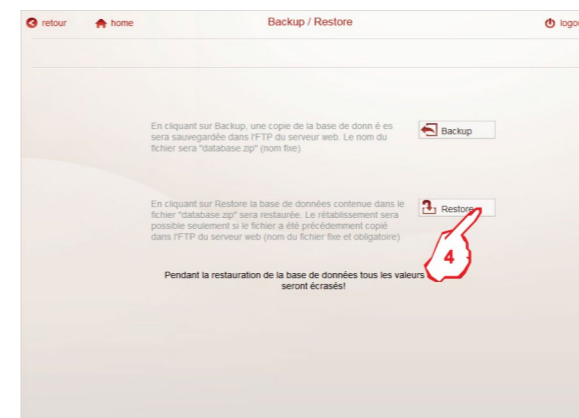 retour home Backup / Restore logou
En cliquant sur Backup, une copie de la base de donn é es
sera sauvegardée dans l'FTP du serveur web. Le nom du
fichier sera "database.zip" (nom fixe)
Backup
En cliquant sur Restore la base de données contenue dans le
fichier "database.zip" sera restaurée. Le rétablissement sera
possible seulement si le fichier a été précédemment copié
dans l'FTP du serveur web (nom du fichier fixe et obligatoire)
Restore
4
Pendant la restauration de la base de données tous les valeurs
seront écrasés!